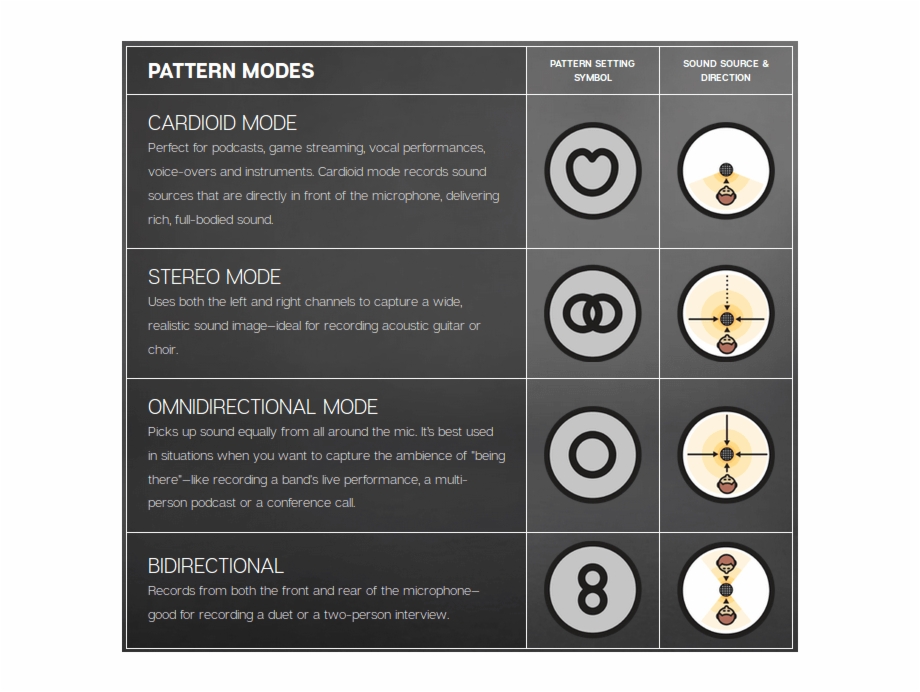 PATTERN MODES
PATTERN SETTING
SYMBOL
SOUND SOURCE &
DIRECTION
CARDIOID MODE
Perfect for podcasts, game streaming, vocal performances,
voice-overs and instruments. Cardioid mode records sound
sources that are directly in front of the microphone, delivering
rich, full-bodied sound.
STEREO MODE
Uses both the left and right channels to capture a wide,
realistic sound image—ideal for recording acoustic guitar or
choir.
OMNIDIRECTIONAL MODE
Picks up sound equally from all around the mic. It's best used
in situations when you want to capture the ambience of "being
there"—like recording a band's live performance, a multi-
person podcast or a conference call.
BIDIRECTIONAL
Records from both the front and rear of the microphone—
good for recording a duet or a two-person interview.